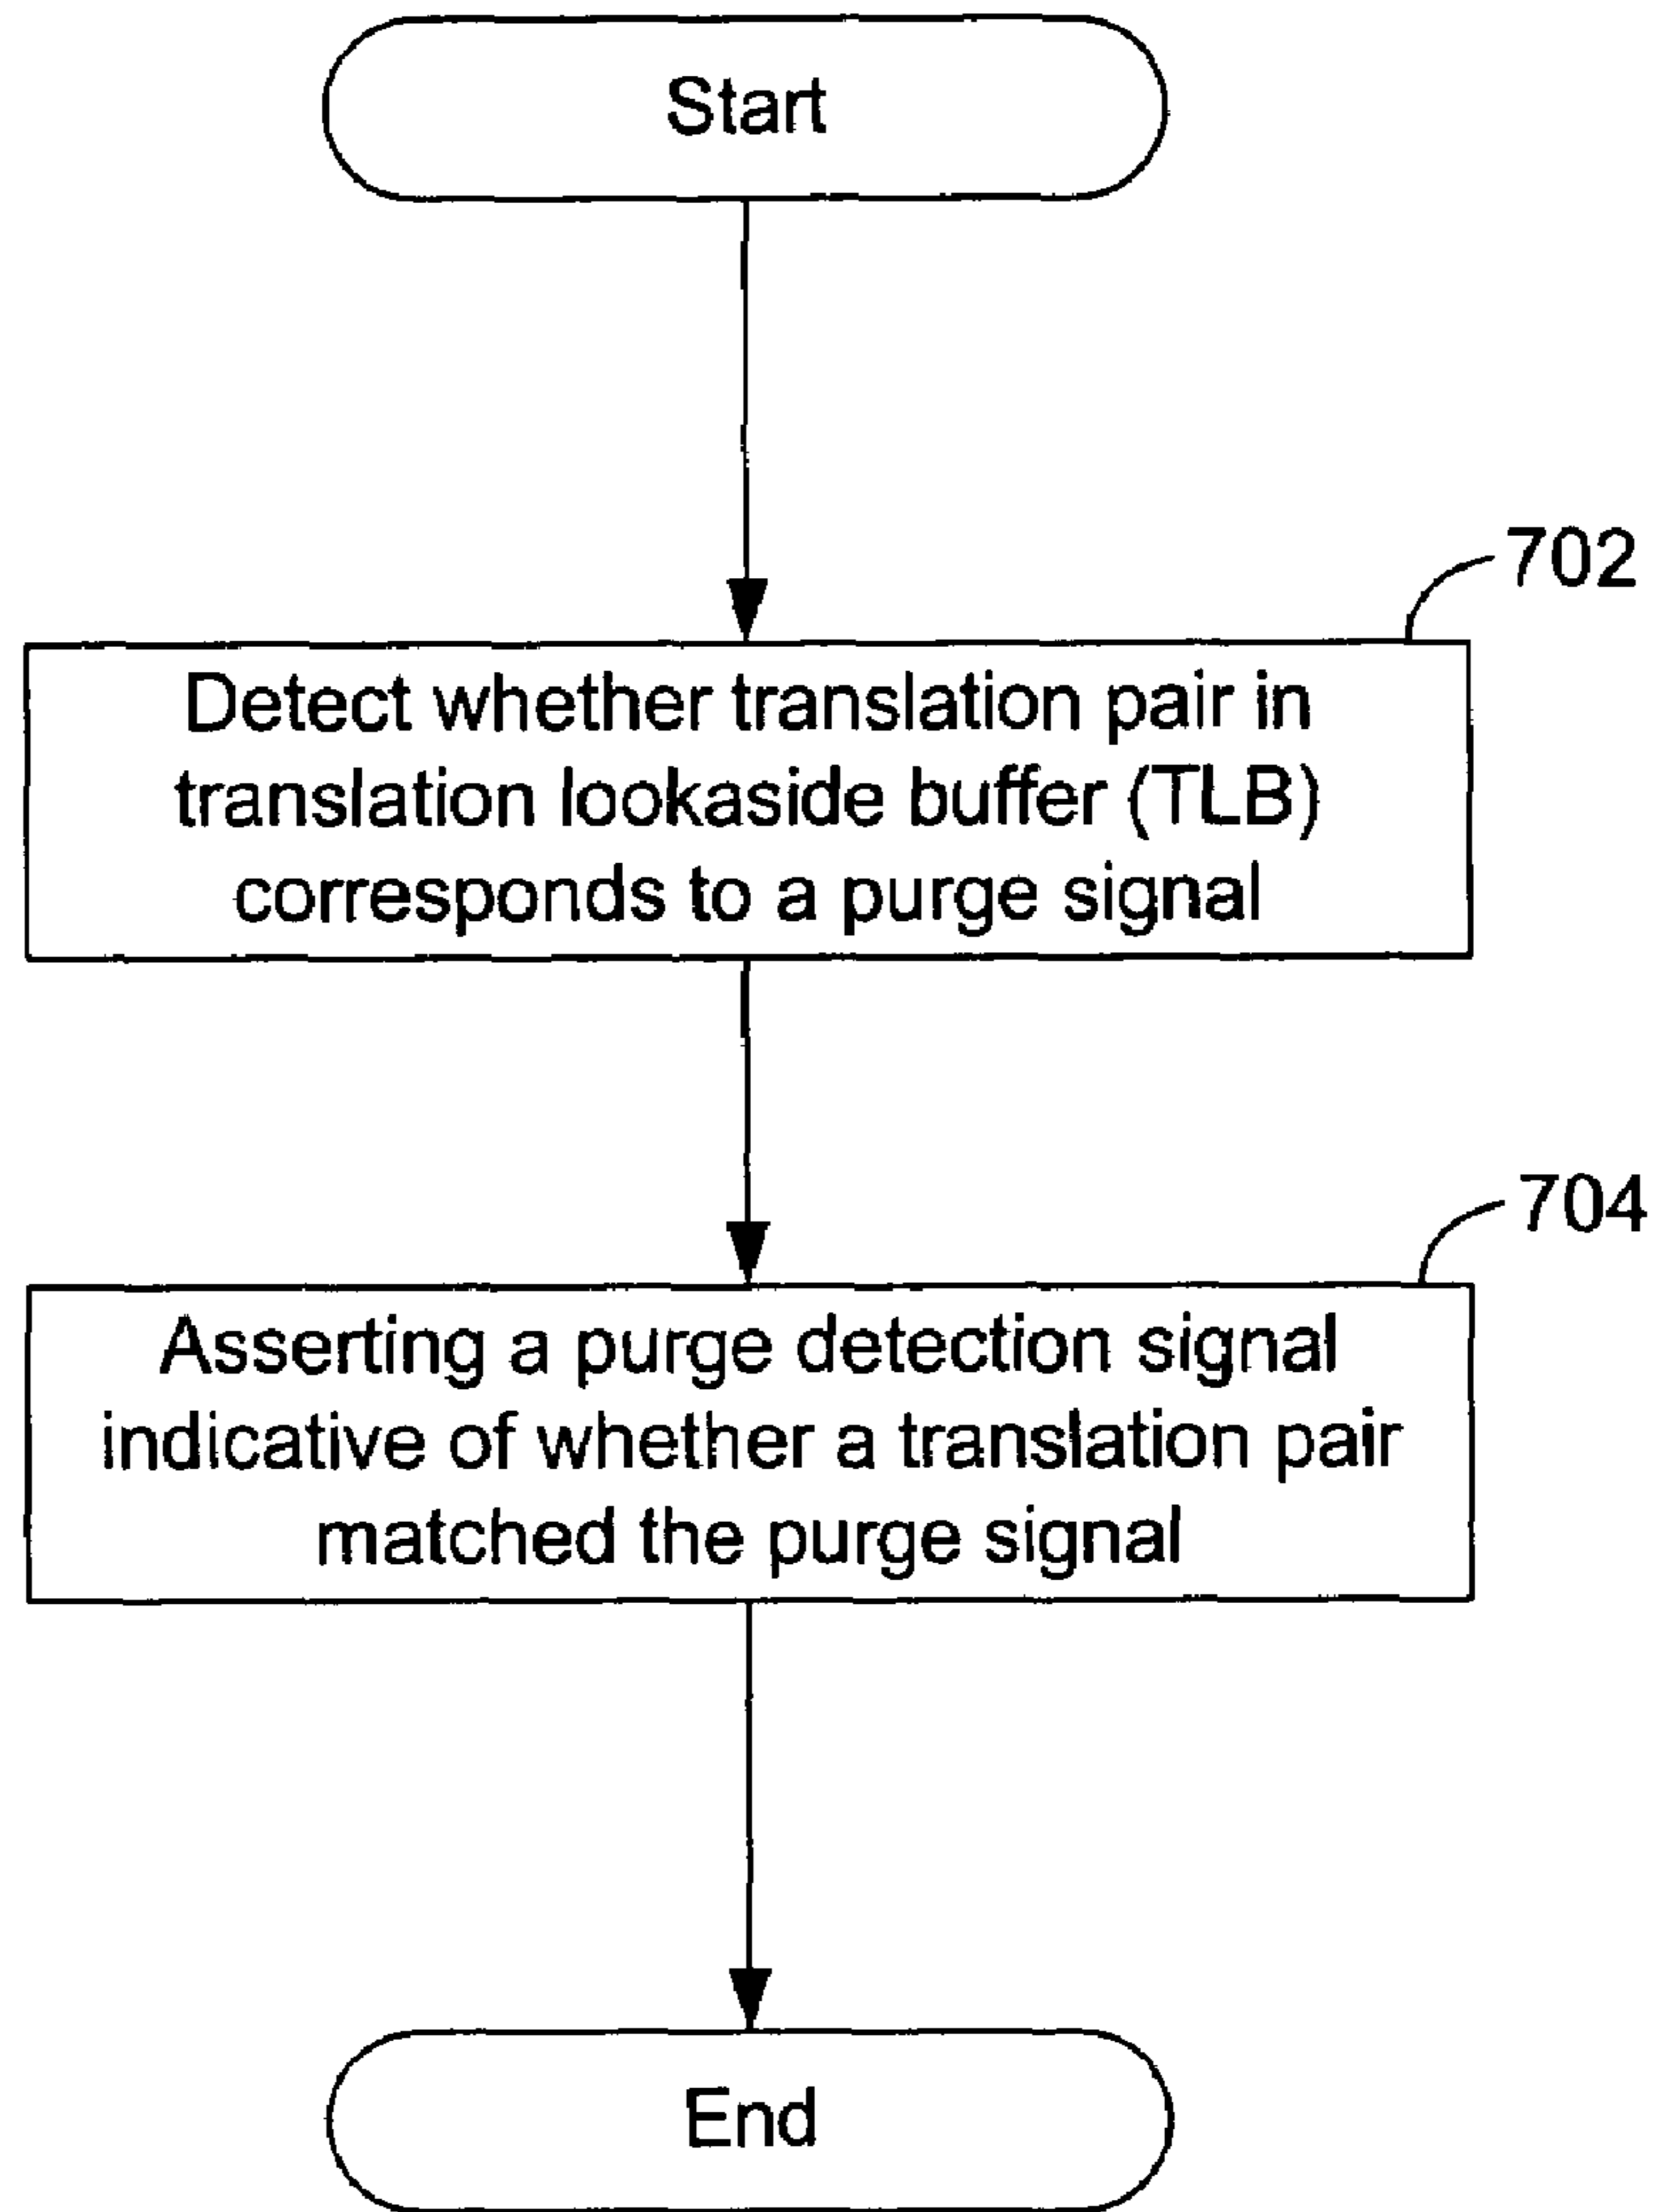 Start
702
Detect whether translation pair in
translation lookaside buffer (TLB)
corresponds to a purge signal
704
Asserting a purge detection signal
indicative of whether a translation pair
matched the purge signal
End